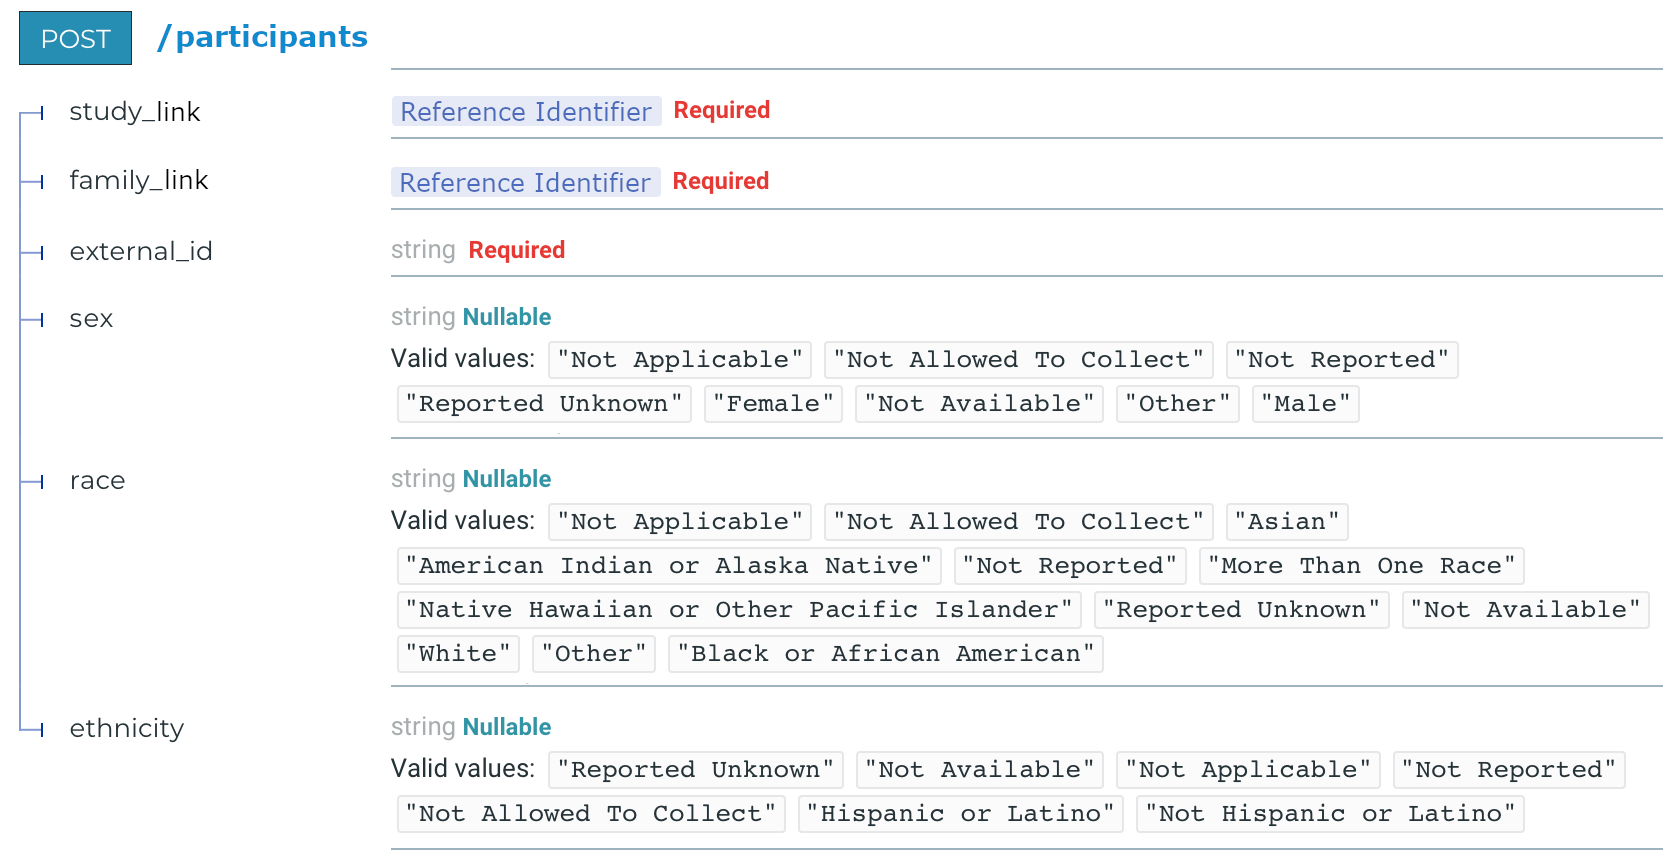 POST /participants
study_link Reference Identifier Required
family_link Reference Identifier Required
external_id string Required
sex string Nullable
Valid values: "Not Applicable" "Not Allowed To Collect" "Not Reported"
"Reported Unknown" "Female" "Not Available" "Other" "Male"
race string Nullable
Valid values: "Not Applicable" "Not Allowed To Collect" "Asian"
"American Indian or Alaska Native" "Not Reported" "More Than One Race"
"Native Hawaiian or Other Pacific Islander" "Reported Unknown" "Not Available"
"White" "Other" "Black or African American"
ethnicity string Nullable
Valid values: "Reported Unknown" "Not Available" "Not Applicable" "Not Reported"
"Not Allowed To Collect" "Hispanic or Latino" "Not Hispanic or Latino"